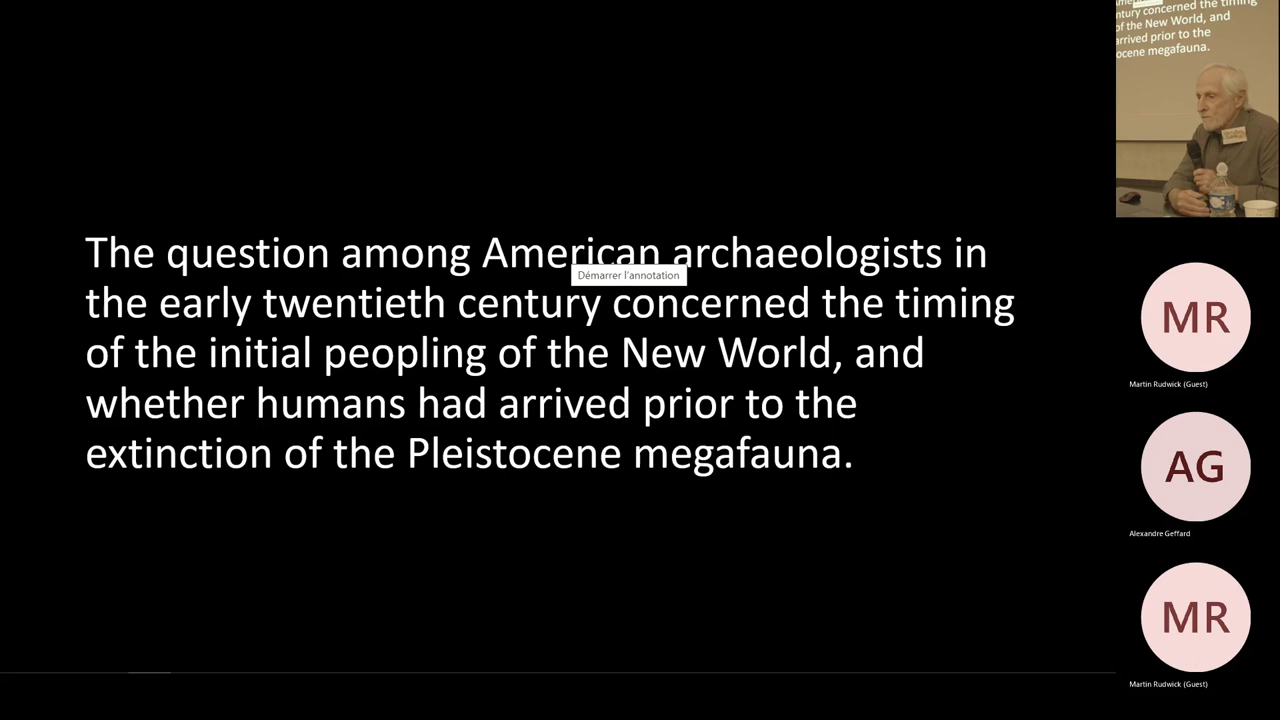 The question among American archaeologists in
Démarrer l'annotation
the early twentieth century concerned the timing
of the initial peopling of the New World, and
whether humans had arrived prior to the
extinction of the Pleistocene megafauna.
ntury concerned the timing
of the New World, and
arrived prior to the
ocene megafauna.
MR
Martin Rudwick (Guest)
AG
Alexandre Geffard
MR
Martin Rudwick (Guest)